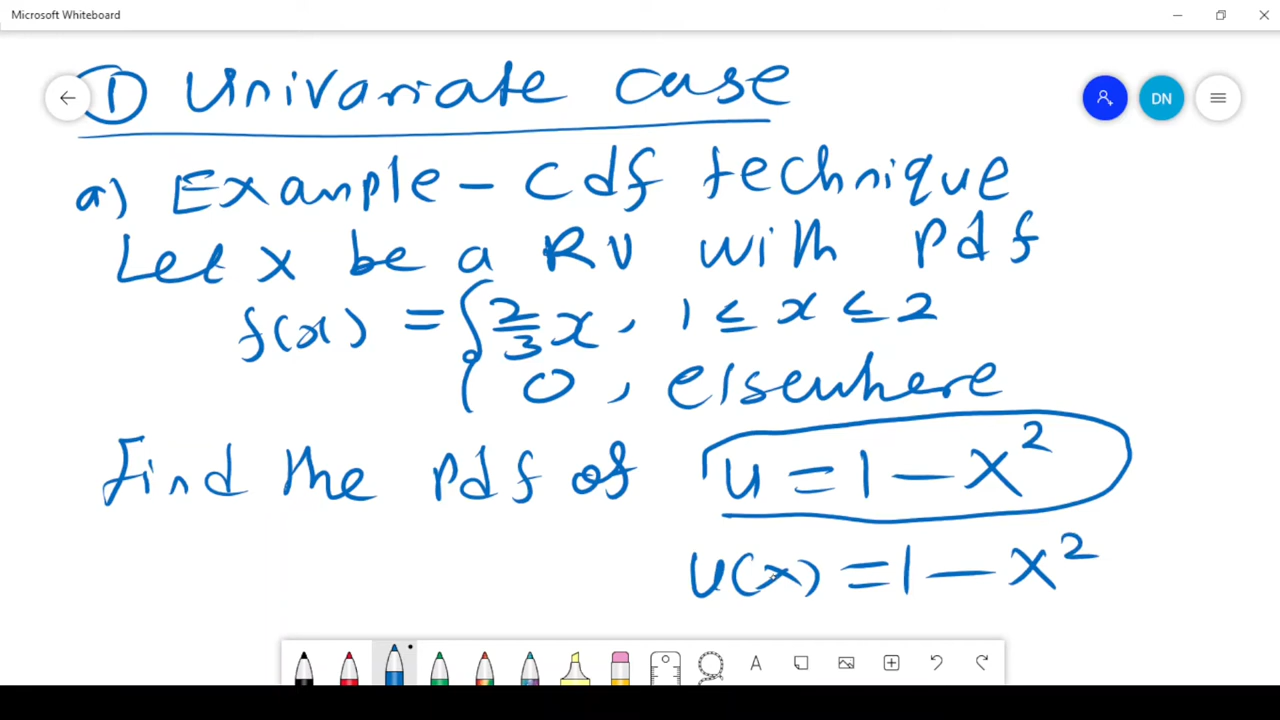 Microsoft Whiteboard
1) Univariate case
DN
a) Example - Cdf technique
Let X be a RV with Pdf
f(x) = { 2/3 x, 1 ≤ x ≤ 2
0, elsewhere
Find the Pdf of U = 1 - X²
U(x) = 1 - X²
A